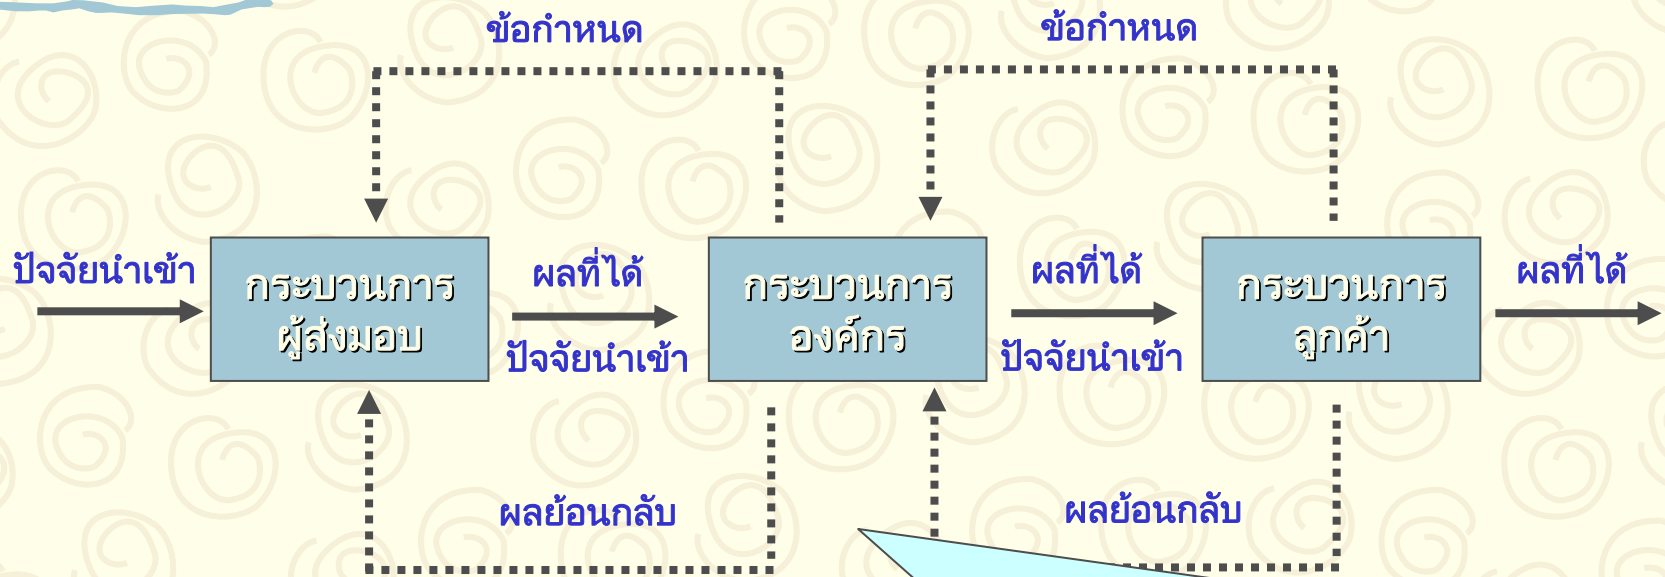 ข้อกำหนด
ข้อกำหนด
ปัจจัยนำเข้า
กระบวนการ
ผู้ส่งมอบ
ผลที่ได้
ปัจจัยนำเข้า
กระบวนการ
องค์กร
ผลที่ได้
ปัจจัยนำเข้า
กระบวนการ
ลูกค้า
ผลที่ได้
ผลย้อนกลับ
ผลย้อนกลับ